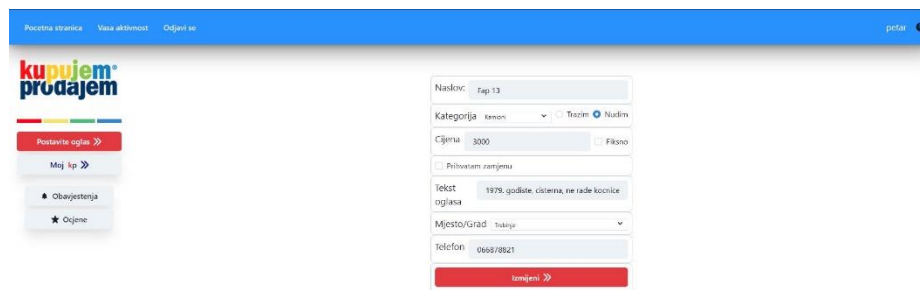 Pocetna stranica Vasa aktivnost Odjavi se petar
kupujem
prodajem
Postavite oglas
Moj kp
Obavjestenja
Ocjene
Naslov: Fap 13
Kategorija Kamioni Trazim Nudim
Cijena 3000 Fiksno
Prihvatam zamjenu
Tekst oglasa 1979. godiste, cisterna, ne rade kocnice
Mjesto/Grad Trebinje
Telefon 066878821
Izmijeni